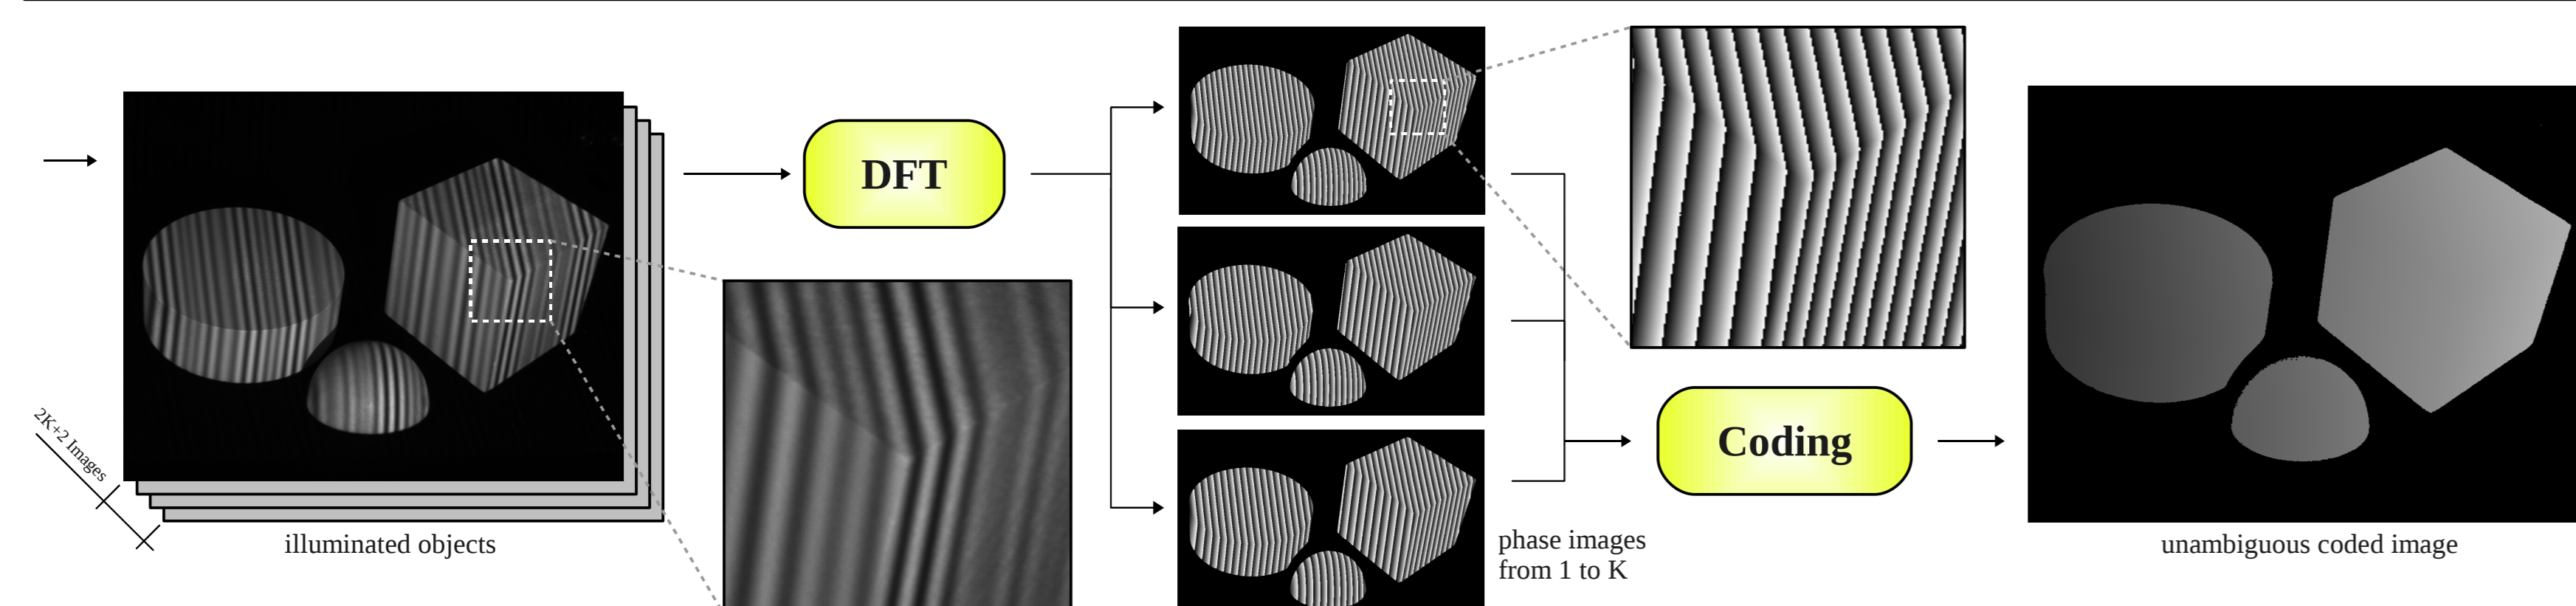 DFT
2K+2 Images
illuminated objects
phase images
from 1 to K
Coding
unambiguous coded image